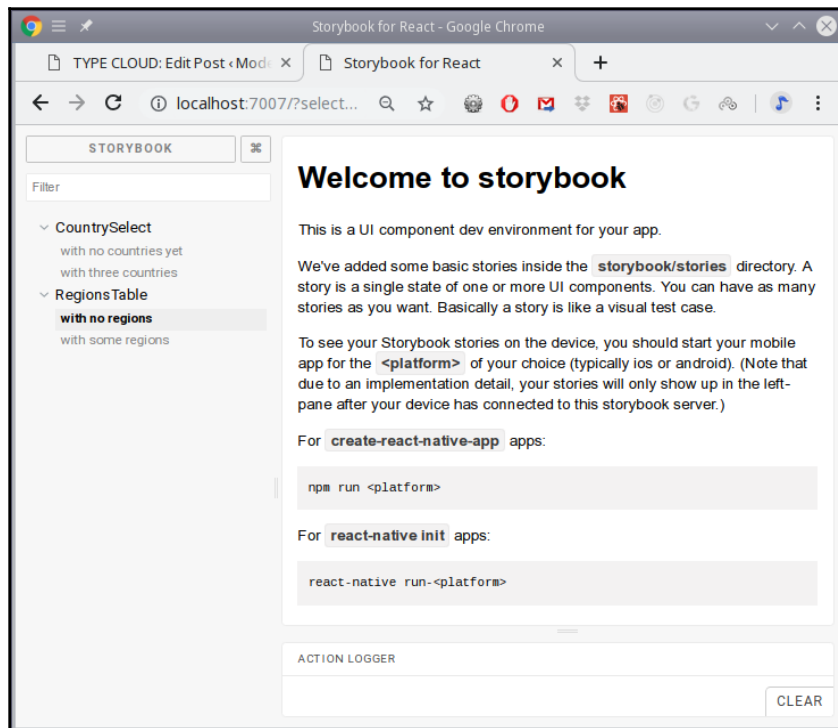 Storybook for React - Google Chrome
TYPE CLOUD: Edit Post ‹ Mode
Storybook for React
localhost:7007/?select...
STORYBOOK
⌘
Filter
CountrySelect
with no countries yet
with three countries
RegionsTable
with no regions
with some regions
Welcome to storybook
This is a UI component dev environment for your app.
We've added some basic stories inside the storybook/stories directory. A
story is a single state of one or more UI components. You can have as many
stories as you want. Basically a story is like a visual test case.
To see your Storybook stories on the device, you should start your mobile
app for the <platform> of your choice (typically ios or android). (Note that
due to an implementation detail, your stories will only show up in the left-
pane after your device has connected to this storybook server.)
For create-react-native-app apps:
npm run <platform>
For react-native init apps:
react-native run-<platform>
ACTION LOGGER
CLEAR